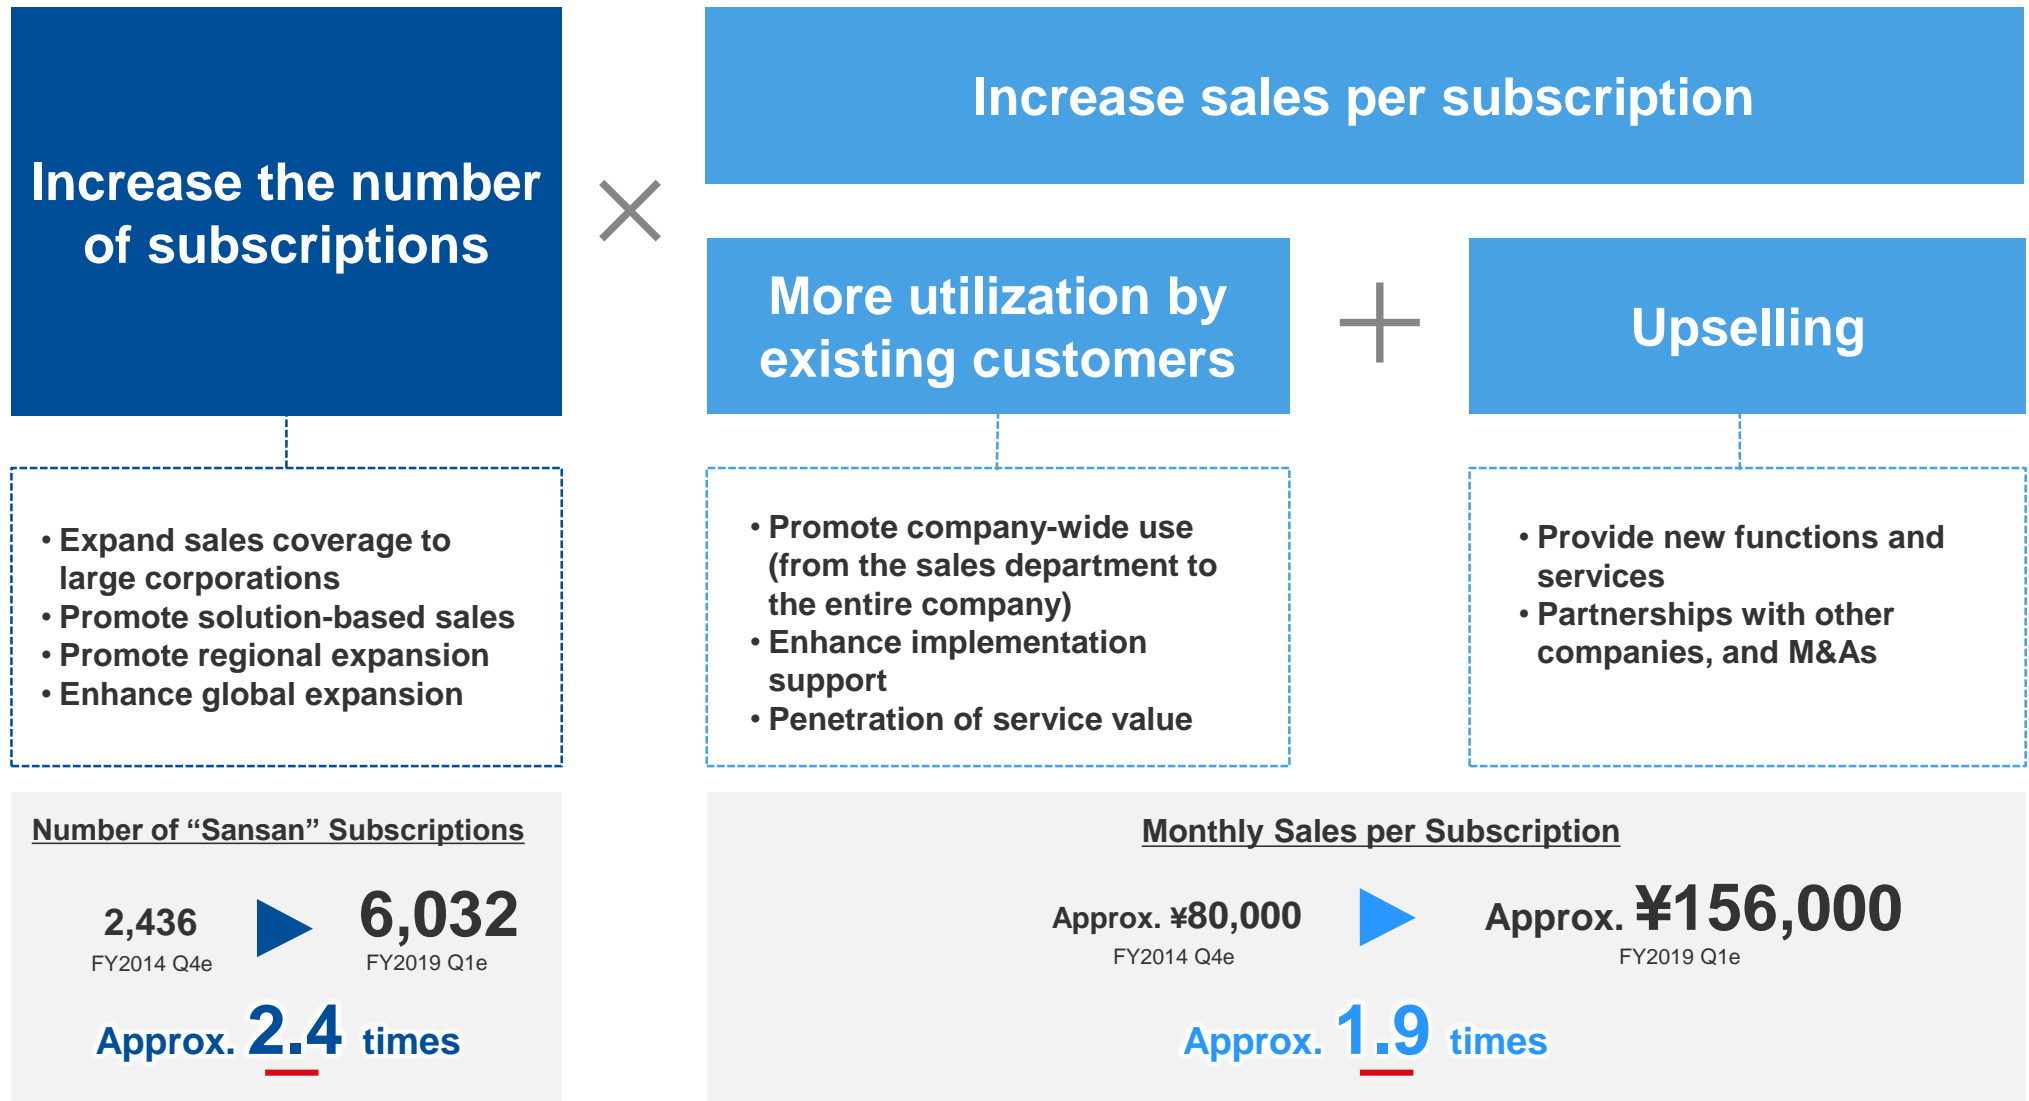 Increase the number
of subscriptions
×
Increase sales per subscription
More utilization by
existing customers
+
Upselling
• Expand sales coverage to
large corporations
• Promote solution-based sales
• Promote regional expansion
• Enhance global expansion
• Promote company-wide use
(from the sales department to
the entire company)
• Enhance implementation
support
• Penetration of service value
• Provide new functions and
services
• Partnerships with other
companies, and M&As
Number of “Sansan” Subscriptions
2,436
FY2014 Q4e
6,032
FY2019 Q1e
Approx. 2.4 times
Monthly Sales per Subscription
Approx. ¥80,000
FY2014 Q4e
Approx. ¥156,000
FY2019 Q1e
Approx. 1.9 times